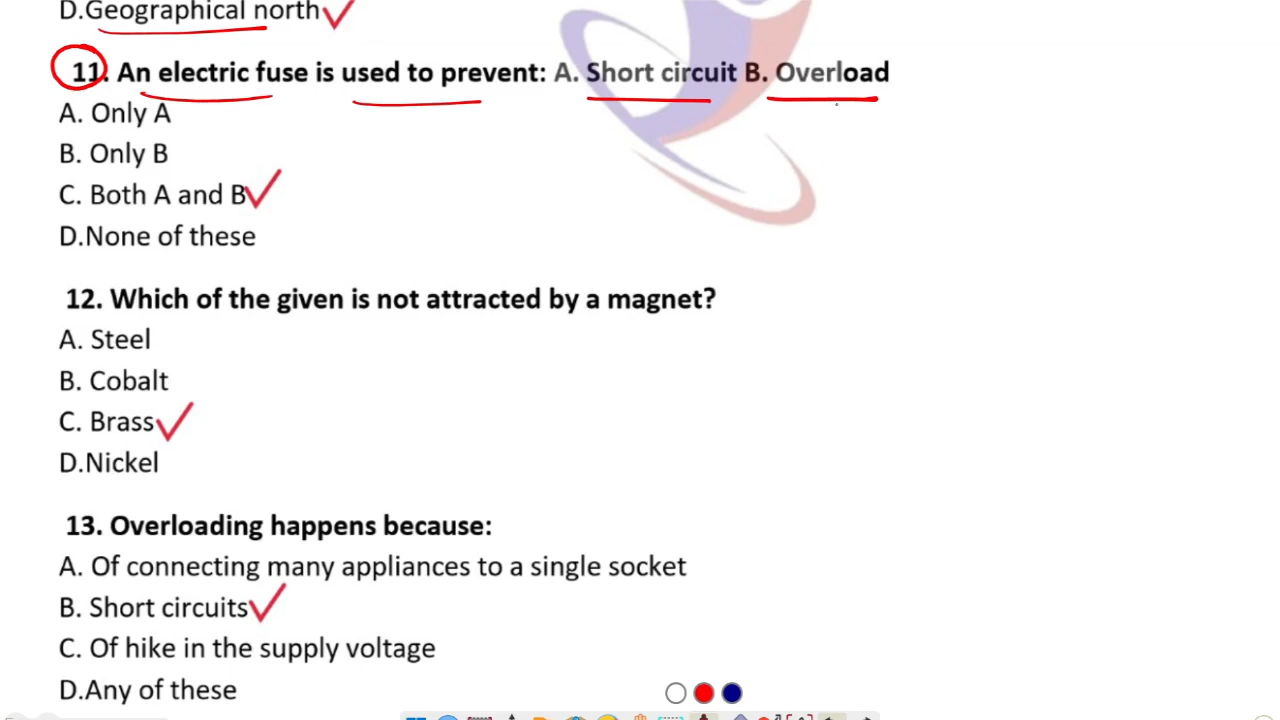 D.Geographical north
11. An electric fuse is used to prevent: A. Short circuit B. Overload
A. Only A
B. Only B
C. Both A and B
D.None of these
12. Which of the given is not attracted by a magnet?
A. Steel
B. Cobalt
C. Brass
D.Nickel
13. Overloading happens because:
A. Of connecting many appliances to a single socket
B. Short circuits
C. Of hike in the supply voltage
D.Any of these